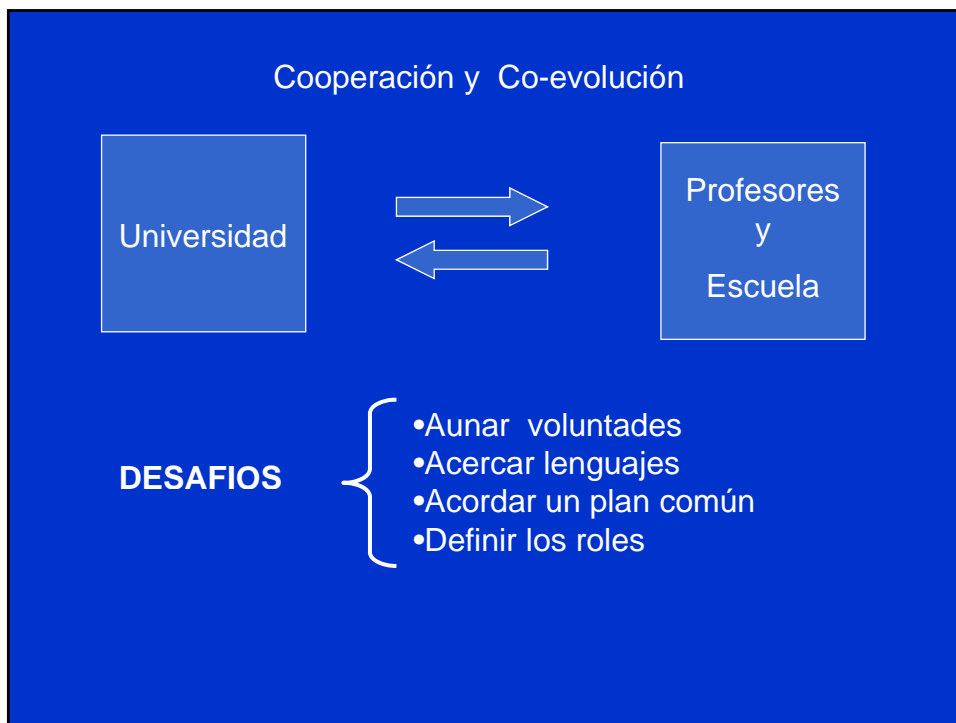 Cooperación y Co-evolución
Universidad
Profesores
y
Escuela
DESAFIOS
•Aunar voluntades
•Acercar lenguajes
•Acordar un plan común
•Definir los roles